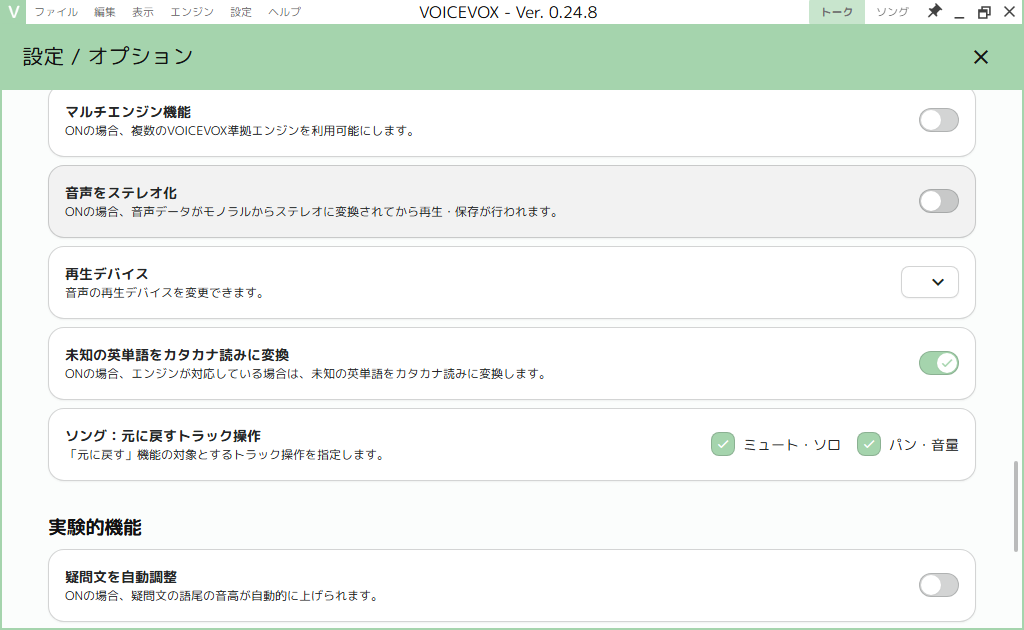 V ファイル 編集 表示 エンジン 設定 ヘルプ VOICEVOX - Ver. 0.24.8 トーク ソング
設定 / オプション
マルチエンジン機能
ONの場合、複数のVOICEVOX準拠エンジンを利用可能にします。
音声をステレオ化
ONの場合、音声データがモノラルからステレオに変換されてから再生・保存が行われます。
再生デバイス
音声の再生デバイスを変更できます。
未知の英単語をカタカナ読みに変換
ONの場合、エンジンが対応している場合は、未知の英単語をカタカナ読みに変換します。
ソング：元に戻すトラック操作
「元に戻す」機能の対象とするトラック操作を指定します。
ミュート・ソロ パン・音量
実験的機能
疑問文を自動調整
ONの場合、疑問文の語尾の音高が自動的に上げられます。